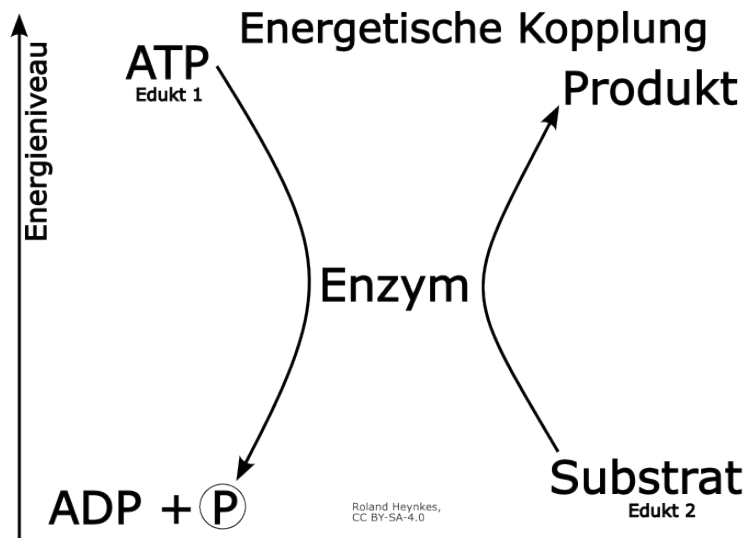 Energetische Kopplung
ATP
Edukt 1
Produkt
Energieniveau
Enzym
Substrat
Edukt 2
ADP + P
Roland Heynkes,
CC BY-SA-4.0